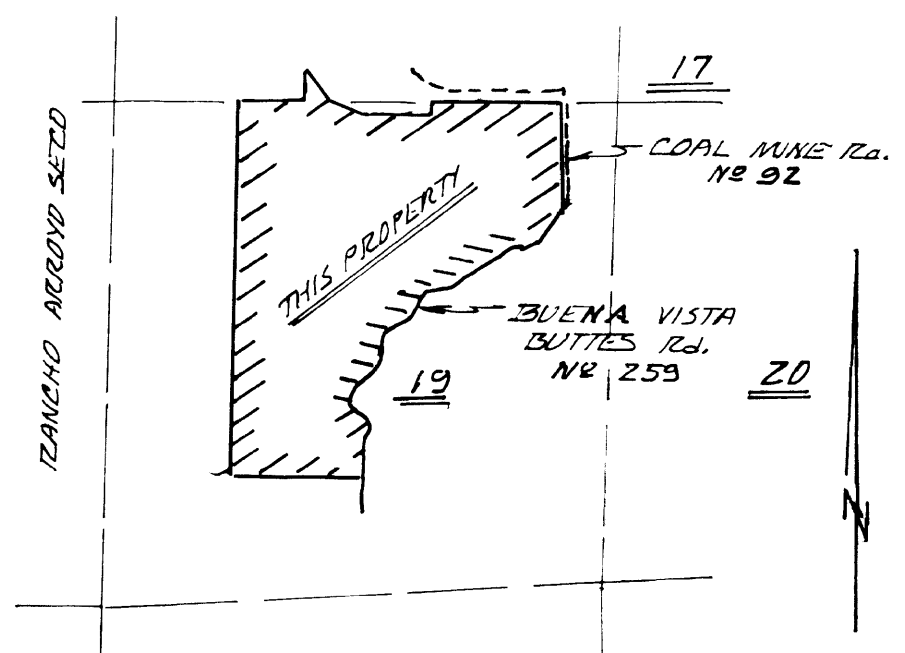 17
COAL MINE Rd.
Nº 92
RANCHO ARROYO SECO
THIS PROPERTY
BUENA VISTA
BUTTES Rd.
Nº 259
19
20
N